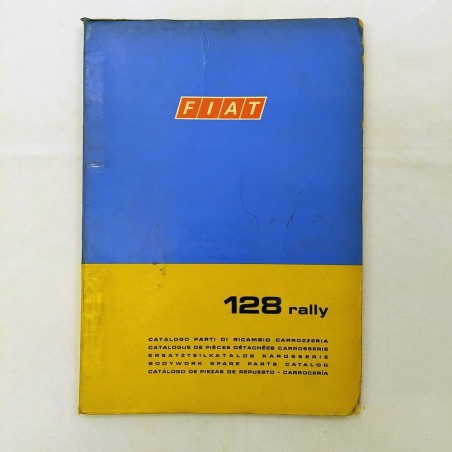 FIAT
128 rally
CATALOGO PARTI DI RICAMBIO CARROZZERIA
CATALOGUE DE PIÈCES DÉTACHÉES CARROSSERIE
ERSATZTEILKATALOG KAROSSERIE
BODYWORK SPARE PARTS CATALOG
CATÁLOGO DE PIEZAS DE REPUESTO - CARROCERÍA